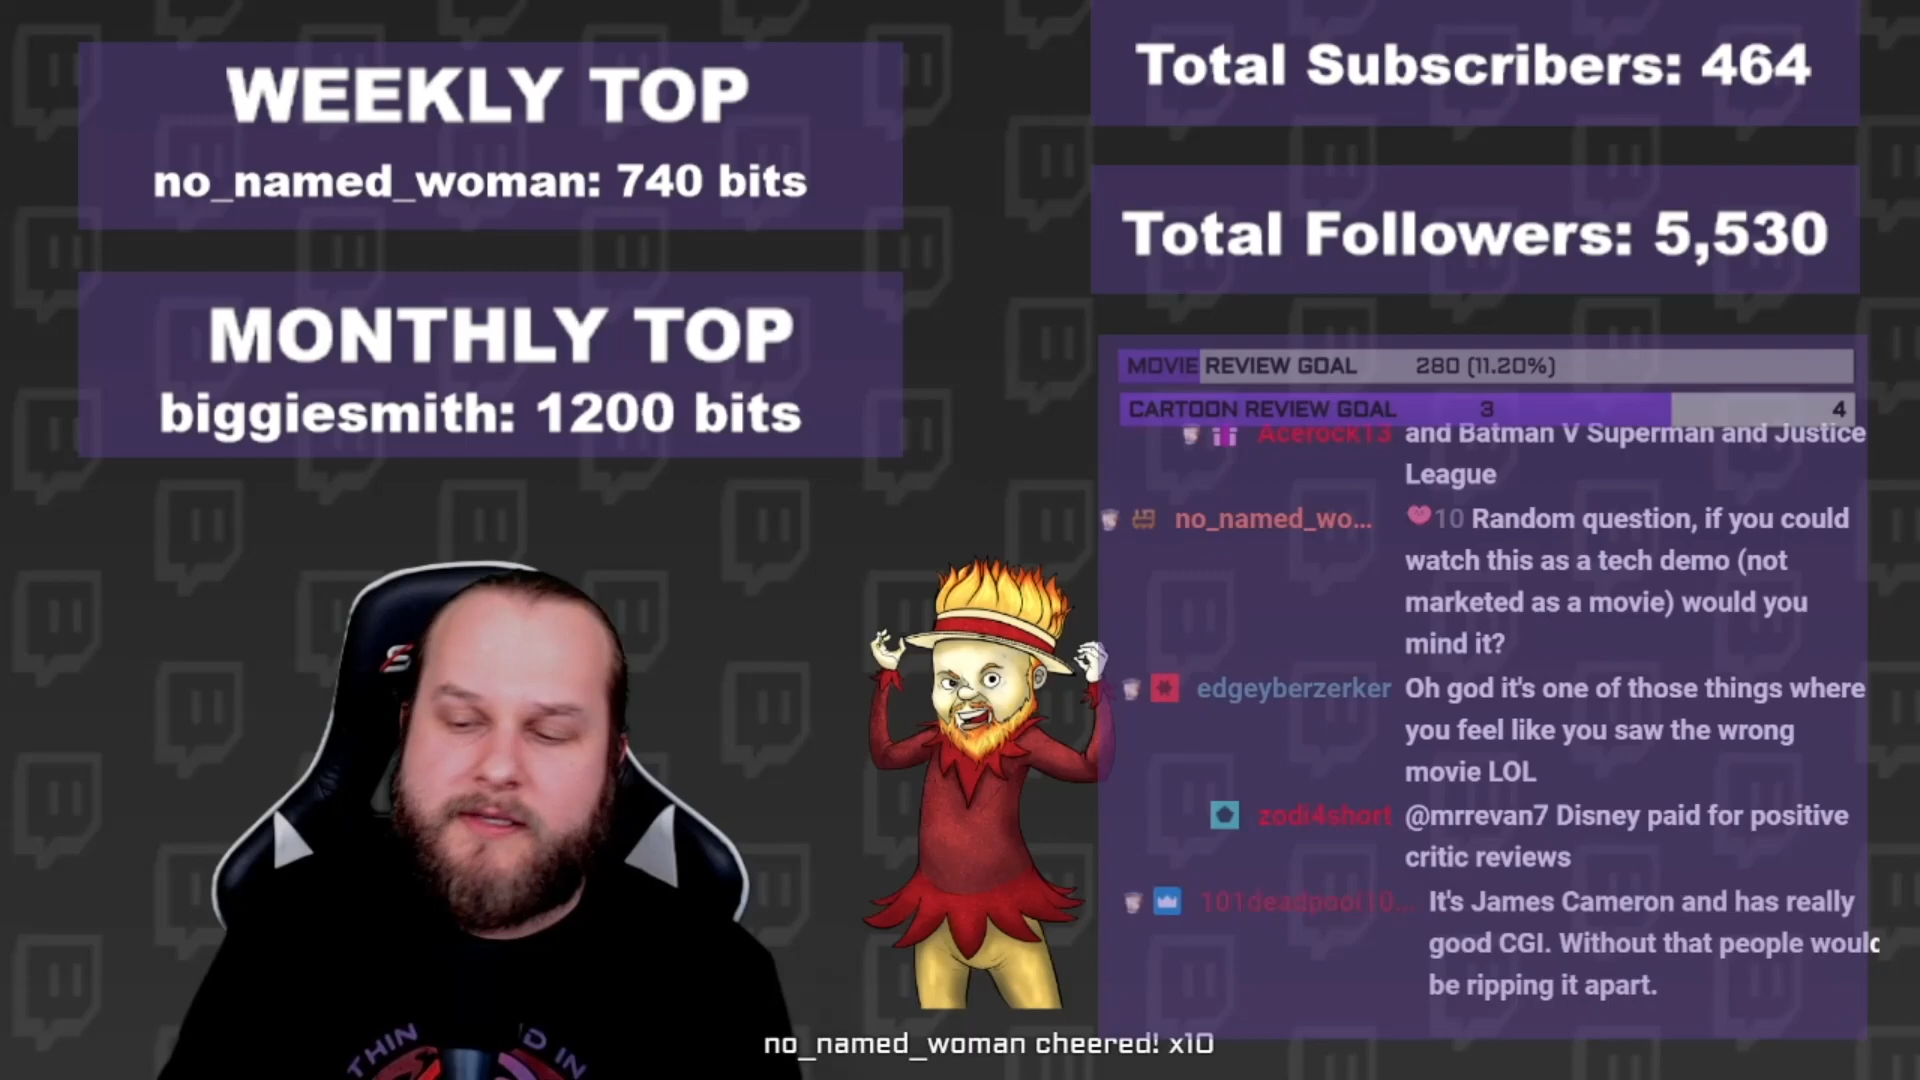 WEEKLY TOP
no_named_woman: 740 bits
MONTHLY TOP
biggiesmith: 1200 bits
Total Subscribers: 464
Total Followers: 5,530
MOVIE REVIEW GOAL 280 (11.20%)
CARTOON REVIEW GOAL 3 4
Acerock13 and Batman V Superman and Justice
League
no_named_wo... 10 Random question, if you could
watch this as a tech demo (not
marketed as a movie) would you
mind it?
edgeyberzerker Oh god it's one of those things where
you feel like you saw the wrong
movie LOL
zodi4short @mrrevan7 Disney paid for positive
critic reviews
101deadpool10... It's James Cameron and has really
good CGI. Without that people would
be ripping it apart.
THIN D IN
no_named_woman cheered! x10